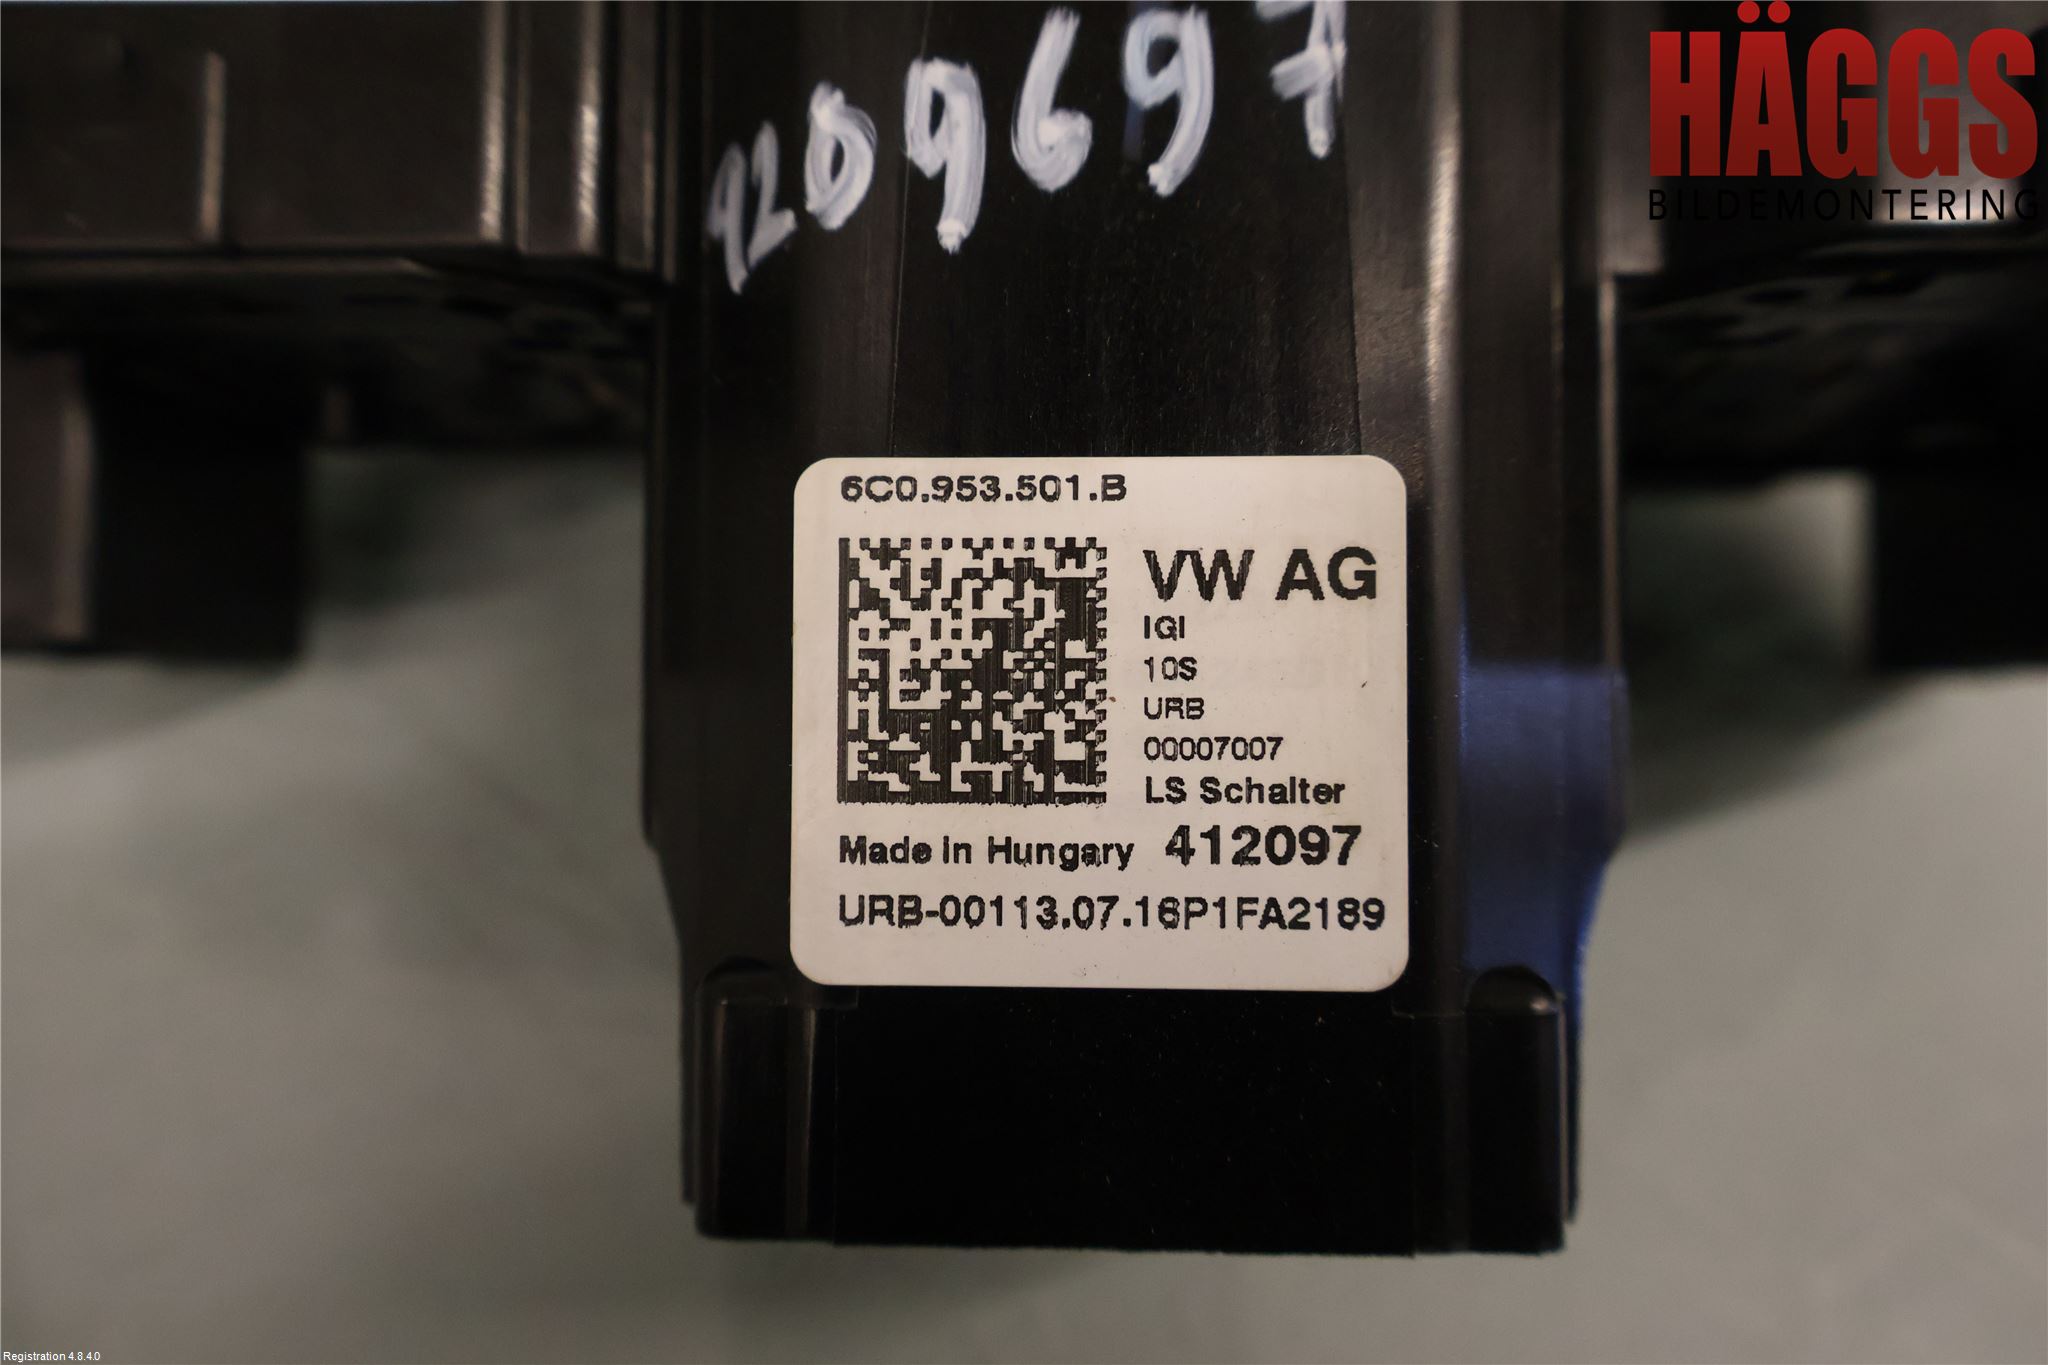 HÄGGS
BILDEMONTERING
209697
6C0.953.501.B
VW AG
IGI
10S
URB
00007007
LS Schalter
Made in Hungary 412097
URB-00113.07.16P1FA2189
Registration 4.8.4.0